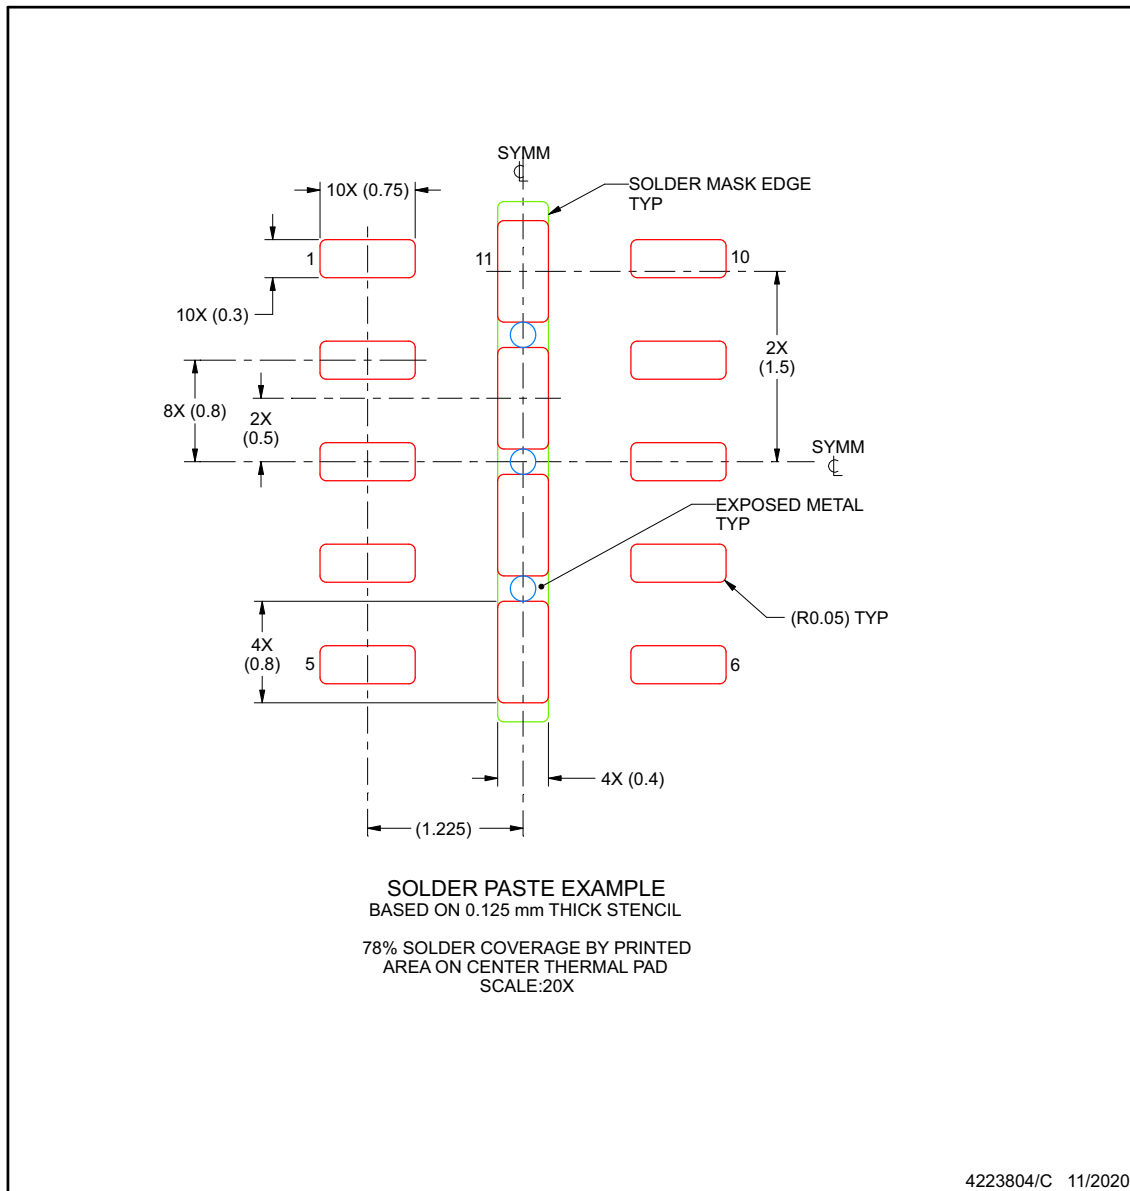 SYMM
10X (0.75)
SOLDER MASK EDGE
TYP
1
11
10
10X (0.3)
2X
(1.5)
8X (0.8)
2X
(0.5)
SYMM
EXPOSED METAL
TYP
(R0.05) TYP
4X
(0.8)
5
6
4X (0.4)
(1.225)
SOLDER PASTE EXAMPLE
BASED ON 0.125 mm THICK STENCIL
78% SOLDER COVERAGE BY PRINTED
AREA ON CENTER THERMAL PAD
SCALE:20X
4223804/C 11/2020